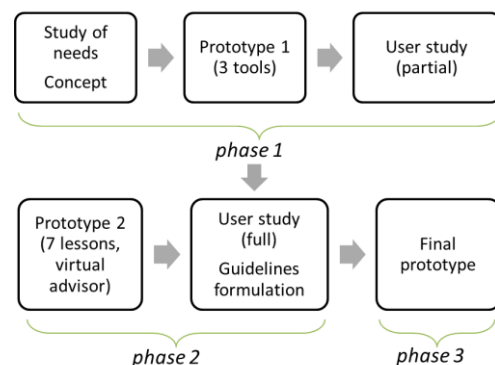 Study of
needs
Concept
Prototype 1
(3 tools)
User study
(partial)
phase 1
Prototype 2
(7 lessons,
virtual
advisor)
User study
(full)
Guidelines
formulation
Final
prototype
phase 2
phase 3